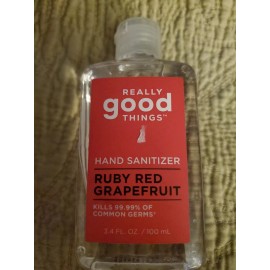 REALLY
good
THINGS™
HAND SANITIZER
RUBY RED
GRAPEFRUIT
KILLS 99.99% OF
COMMON GERMS*
3.4 FL. OZ / 100 mL